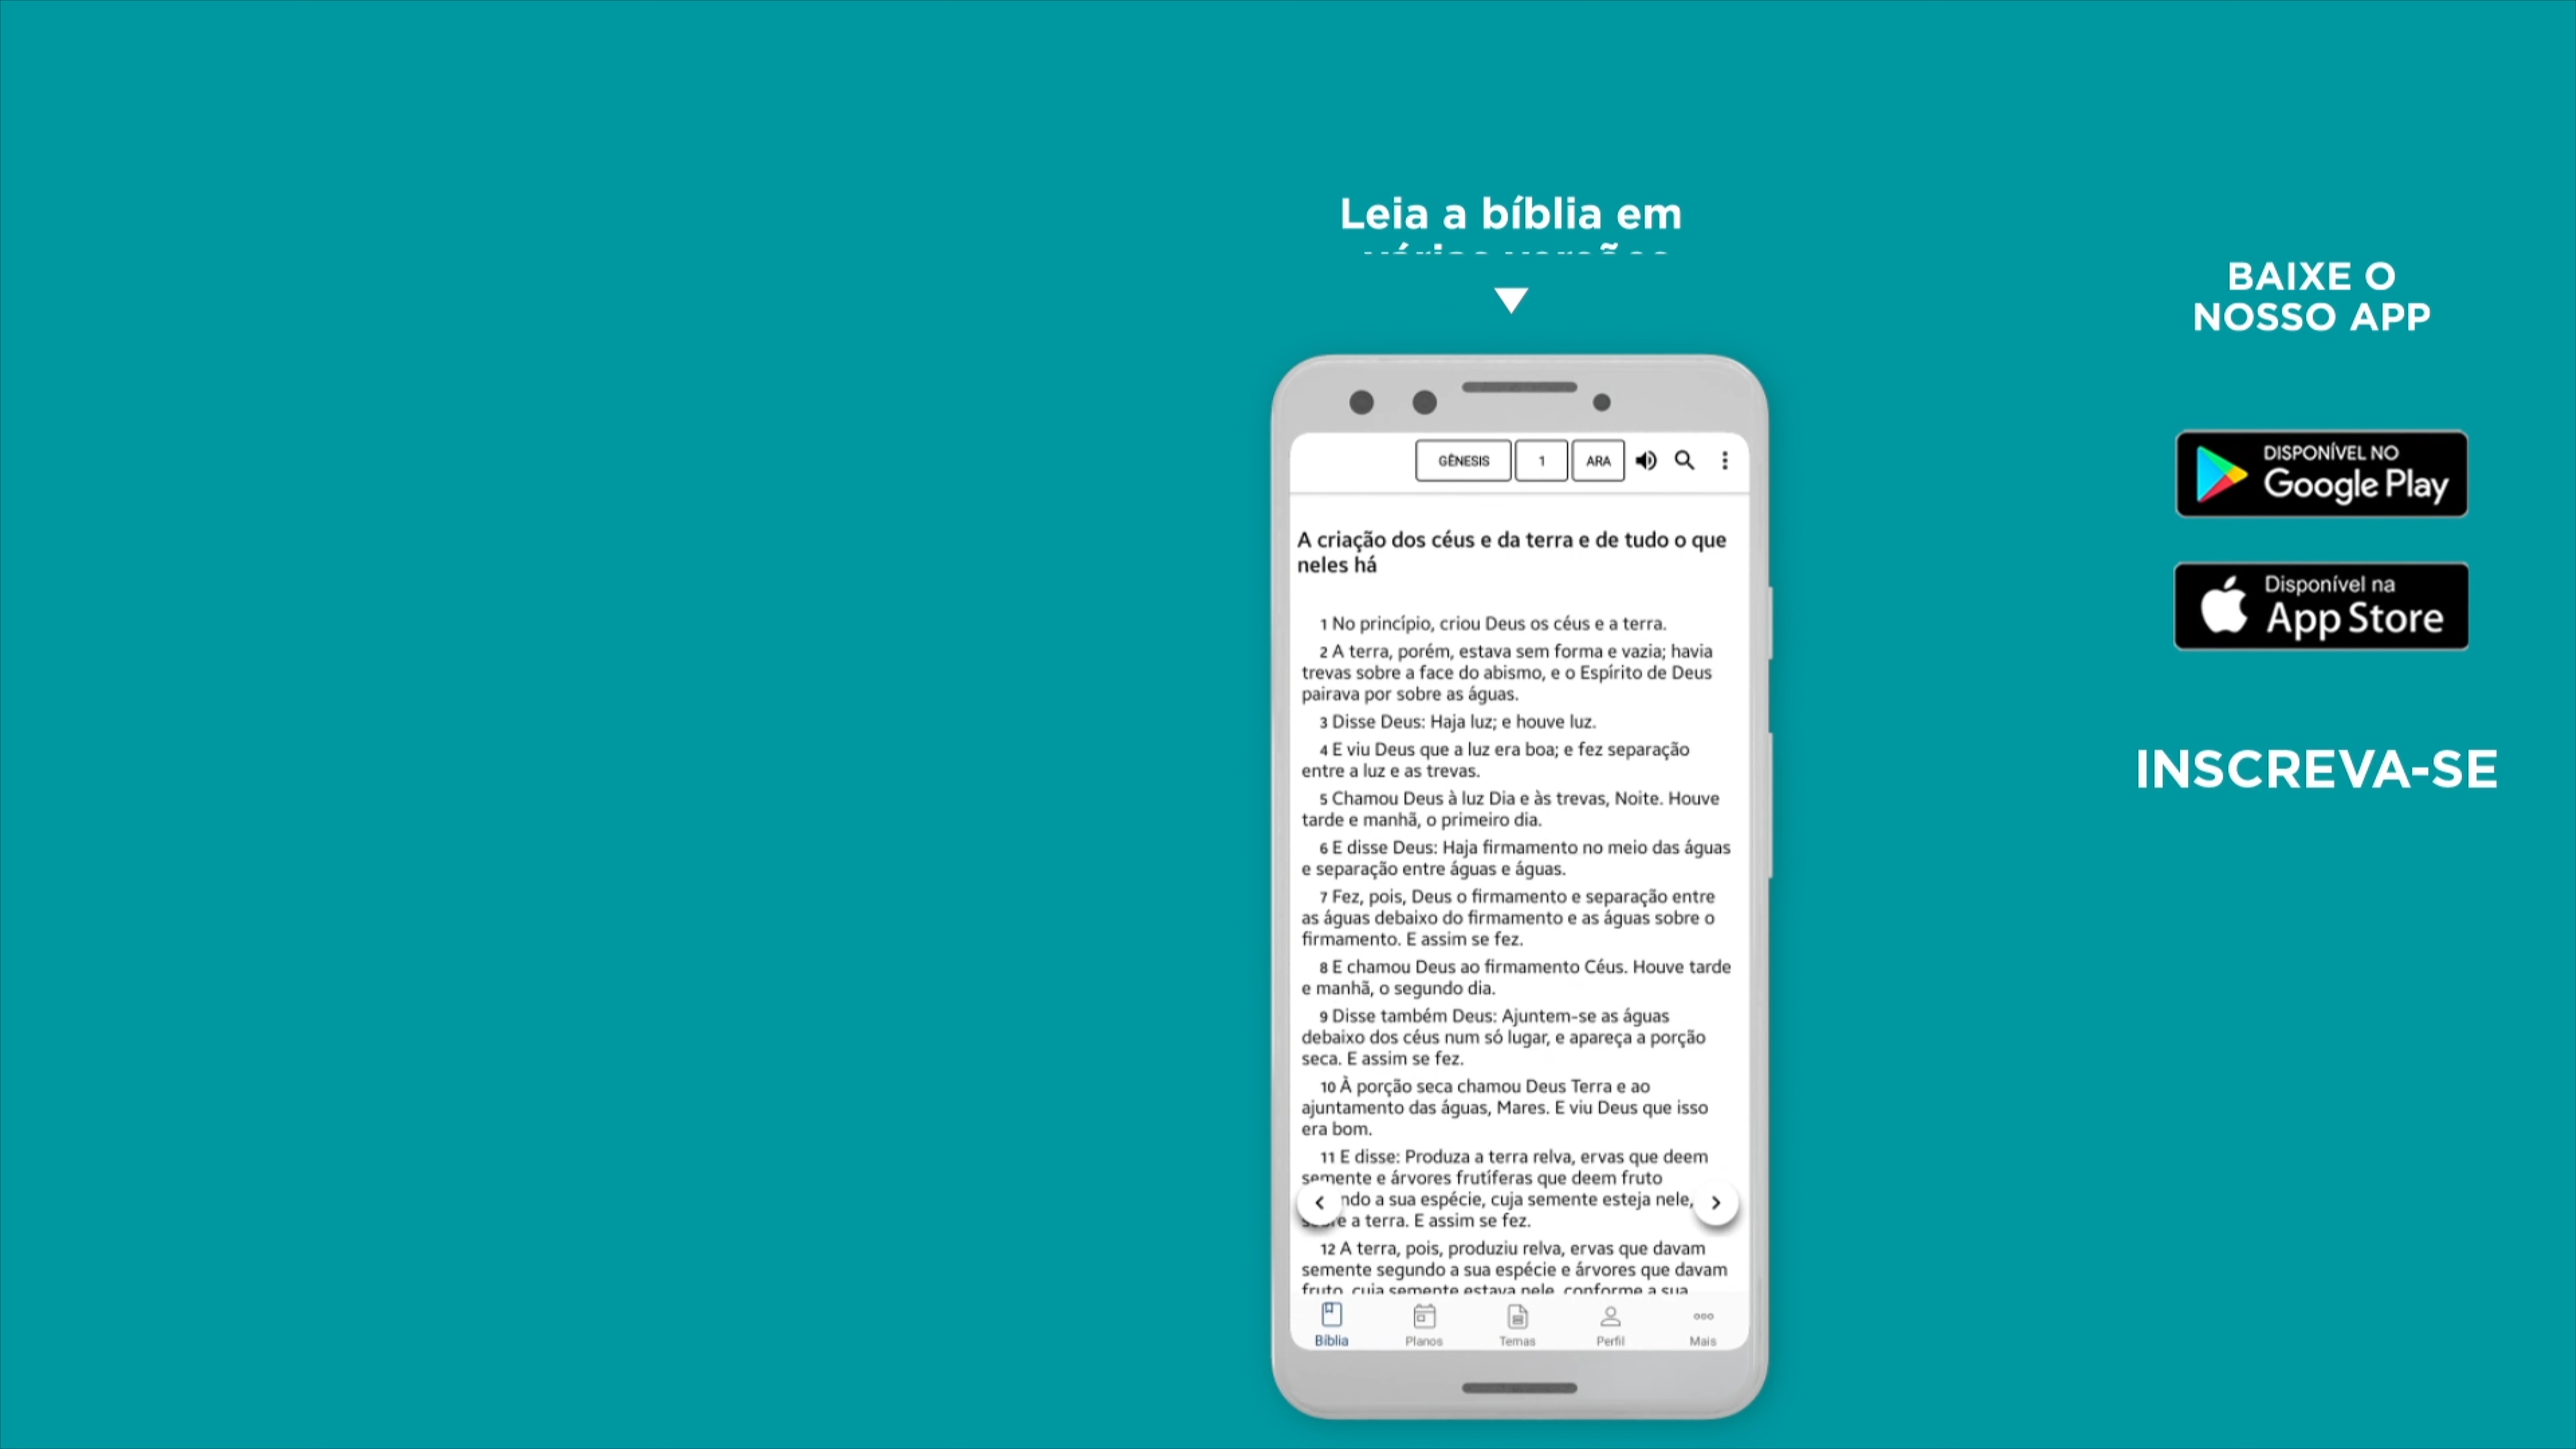 Leia a bíblia em
várias versões
BAIXE O
NOSSO APP
DISPONÍVEL NO
Google Play
Disponível na
App Store
INSCREVA-SE
GÊNESIS 1 ARA
A criação dos céus e da terra e de tudo o que
neles há
1 No princípio, criou Deus os céus e a terra.
2 A terra, porém, estava sem forma e vazia; havia
trevas sobre a face do abismo, e o Espírito de Deus
pairava por sobre as águas.
3 Disse Deus: Haja luz; e houve luz.
4 E viu Deus que a luz era boa; e fez separação
entre a luz e as trevas.
5 Chamou Deus à luz Dia e às trevas, Noite. Houve
tarde e manhã, o primeiro dia.
6 E disse Deus: Haja firmamento no meio das águas
e separação entre águas e águas.
7 Fez, pois, Deus o firmamento e separação entre
as águas debaixo do firmamento e as águas sobre o
firmamento. E assim se fez.
8 E chamou Deus ao firmamento Céus. Houve tarde
e manhã, o segundo dia.
9 Disse também Deus: Ajuntem-se as águas
debaixo dos céus num só lugar, e apareça a porção
seca. E assim se fez.
10 À porção seca chamou Deus Terra e ao
ajuntamento das águas, Mares. E viu Deus que isso
era bom.
11 E disse: Produza a terra relva, ervas que deem
semente e árvores frutíferas que deem fruto
ndo a sua espécie, cuja semente esteja nele,
e a terra. E assim se fez.
12 A terra, pois, produziu relva, ervas que davam
semente segundo a sua espécie e árvores que davam
fruto, cuja semente estava nele, conforme a sua
Bíblia Planos Temas Perfil Mais